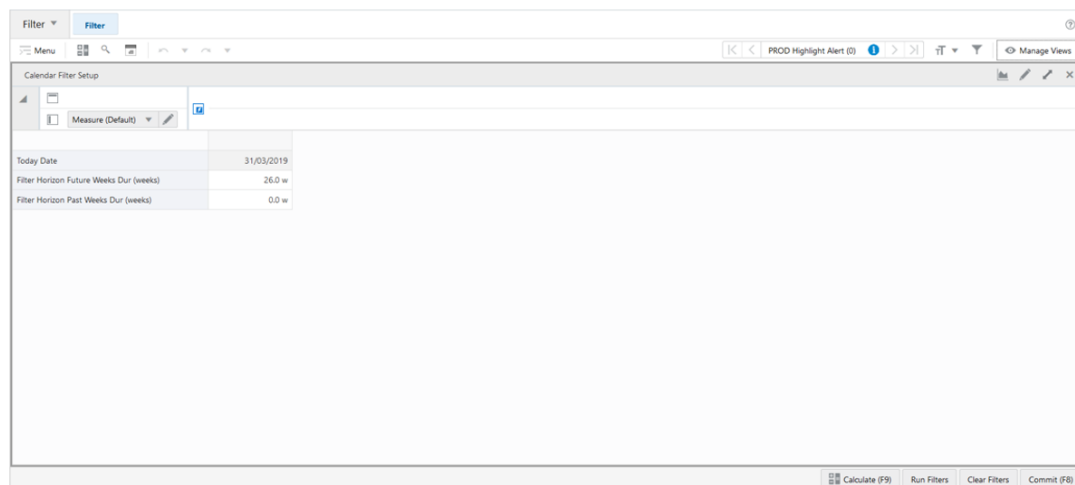 Filter Filter
Menu PROD Highlight Alert (0) Manage Views
Calendar Filter Setup
Measure (Default)
Today Date 31/03/2019
Filter Horizon Future Weeks Dur (weeks) 26.0 w
Filter Horizon Past Weeks Dur (weeks) 0.0 w
Calculate (F9) Run Filters Clear Filters Commit (F8)